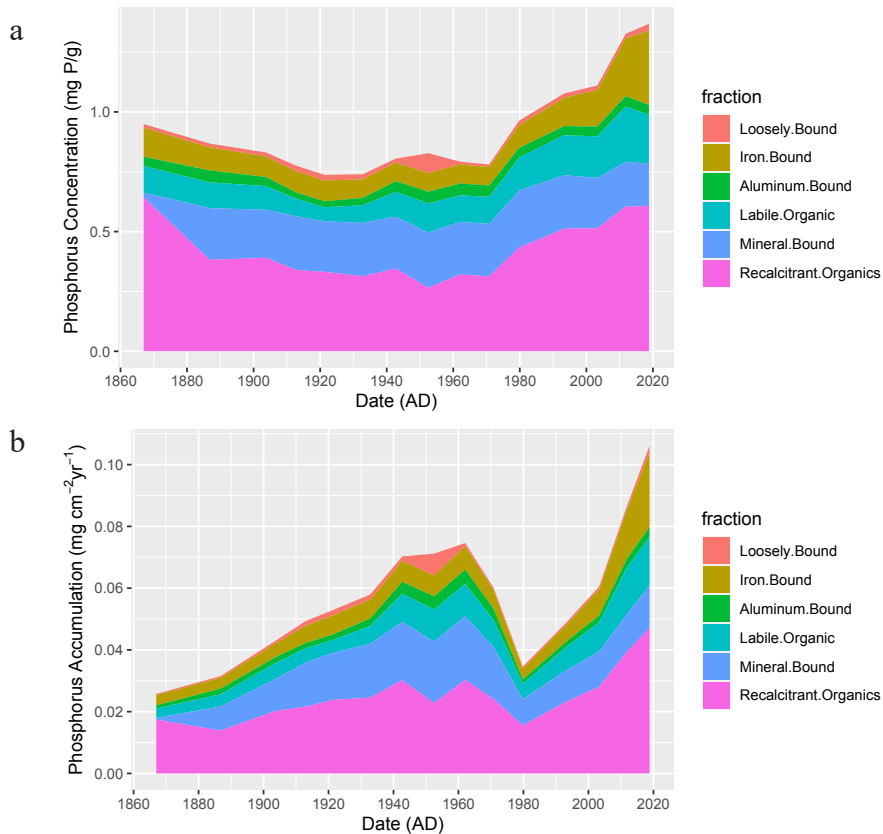 a
Phosphorus Concentration (mg P/g)
1.0
0.5
0.0
1860 1880 1900 1920 1940 1960 1980 2000 2020
Date (AD)
fraction
Loosely.Bound
Iron.Bound
Aluminum.Bound
Labile.Organic
Mineral.Bound
Recalcitrant.Organics
b
Phosphorus Accumulation (mg cm⁻²yr⁻¹)
0.10
0.08
0.06
0.04
0.02
0.00
1860 1880 1900 1920 1940 1960 1980 2000 2020
Date (AD)
fraction
Loosely.Bound
Iron.Bound
Aluminum.Bound
Labile.Organic
Mineral.Bound
Recalcitrant.Organics